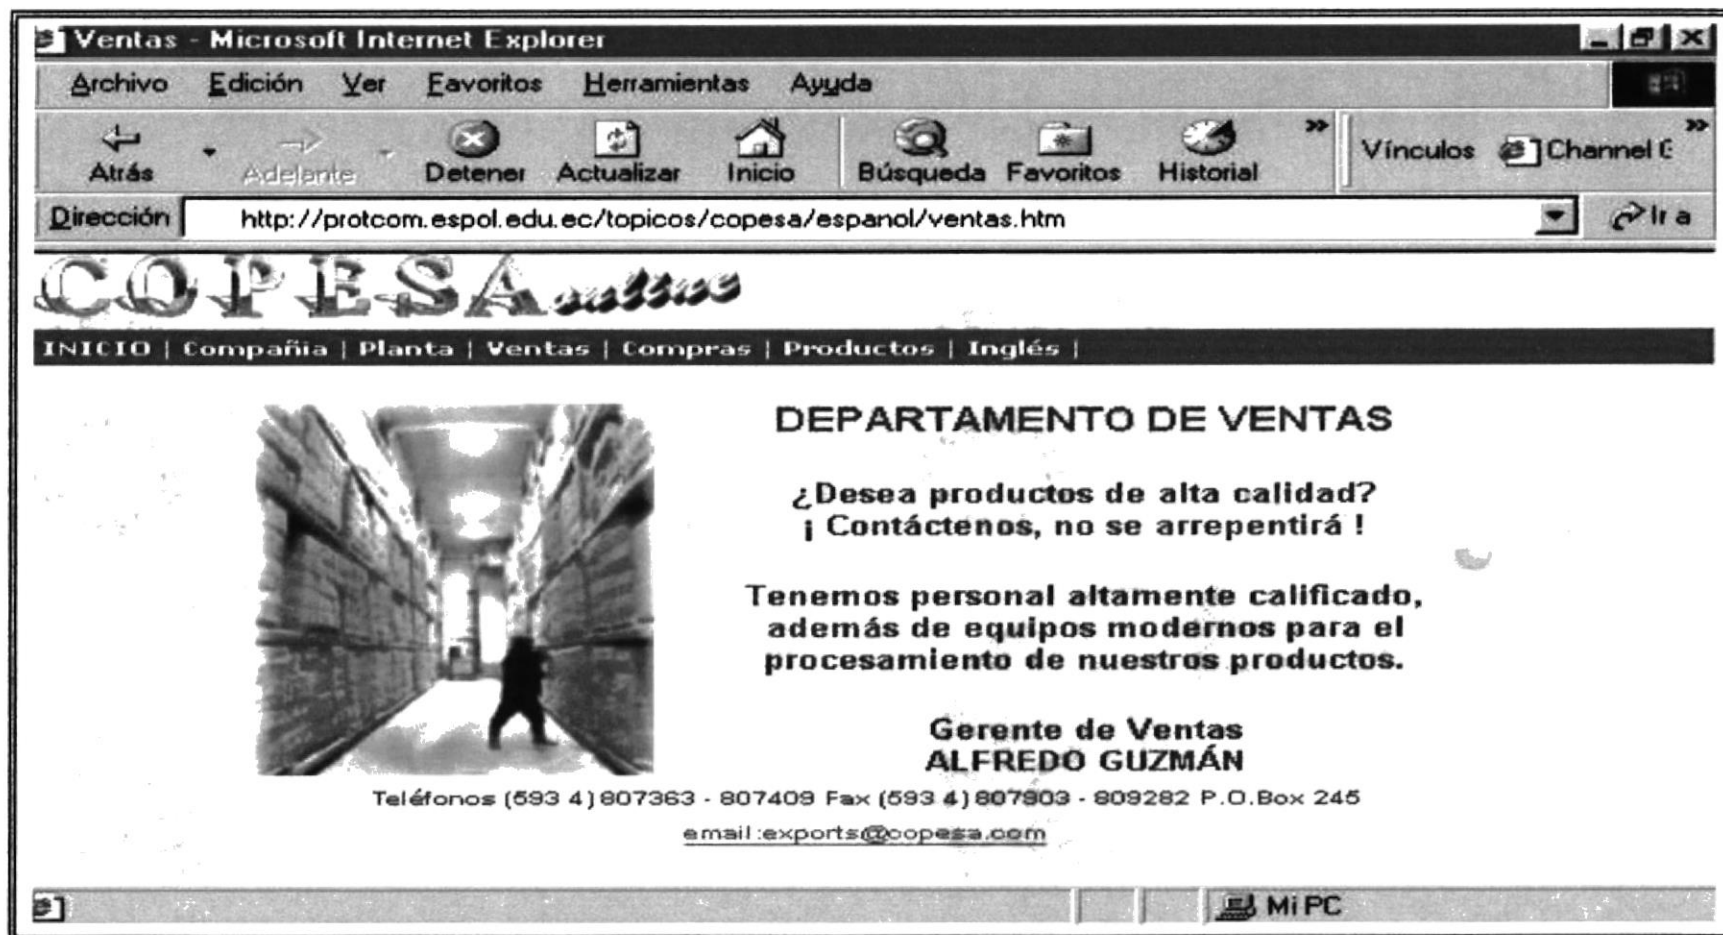 Ventas - Microsoft Internet Explorer
Archivo Edición Ver Favoritos Herramientas Ayuda
Atrás Adelante Detener Actualizar Inicio Búsqueda Favoritos Historial » Vínculos Channel »
Dirección http://protcom.espol.edu.ec/topicos/copesa/espanol/ventas.htm Ir a
COPESA online
INICIO | Compañia | Planta | Ventas | Compras | Productos | Inglés |
DEPARTAMENTO DE VENTAS
¿Desea productos de alta calidad?
¡ Contáctenos, no se arrepentirá !
Tenemos personal altamente calificado,
además de equipos modernos para el
procesamiento de nuestros productos.
Gerente de Ventas
ALFREDO GUZMÁN
Teléfonos (593 4) 807363 - 807409 Fax (593 4) 807903 - 809282 P.O.Box 245
email:exports@copesa.com
Mi PC